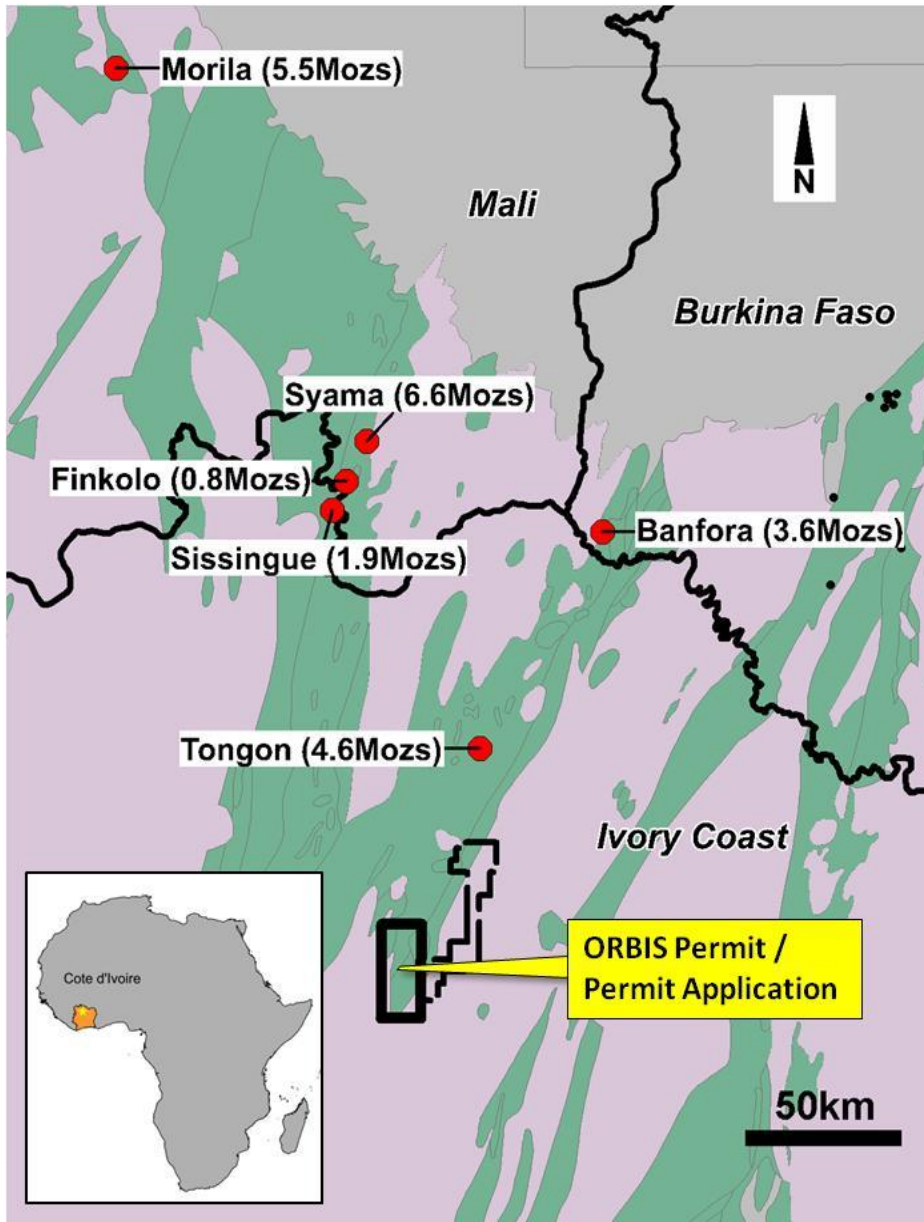 Morila (5.5Mozs)
N
Mali
Burkina Faso
Syama (6.6Mozs)
Finkolo (0.8Mozs)
Sissingue (1.9Mozs)
Banfora (3.6Mozs)
Tongon (4.6Mozs)
Ivory Coast
ORBIS Permit /
Permit Application
Cote d'Ivoire
50km